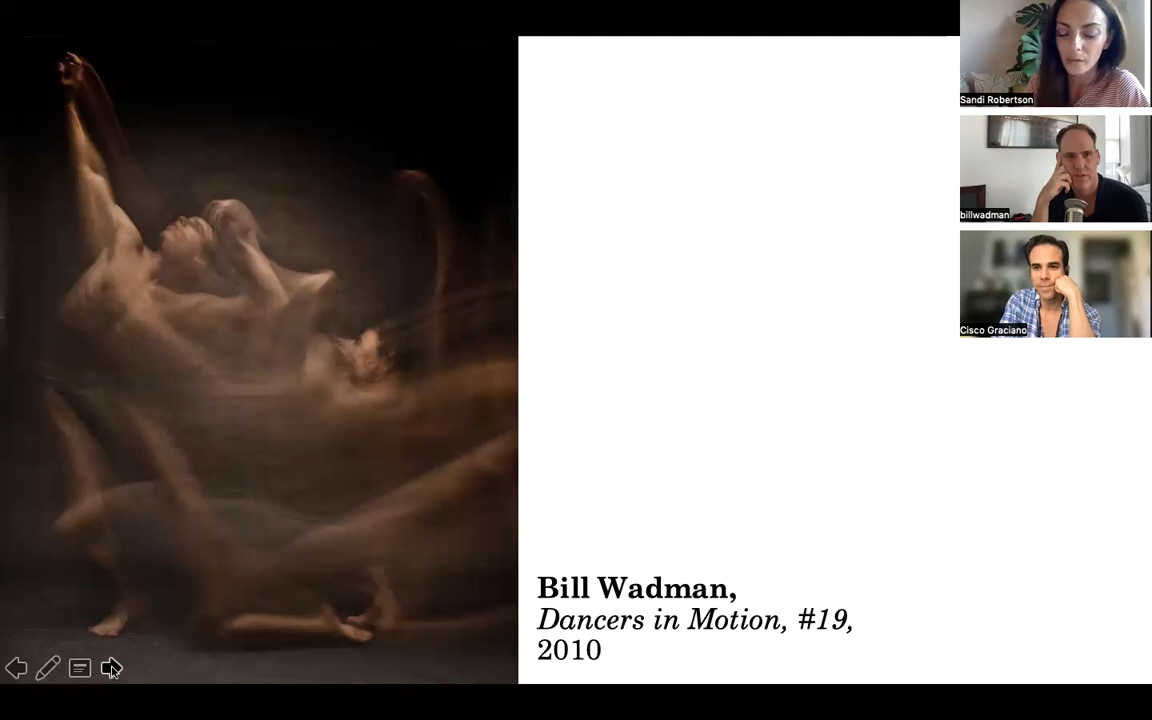 Sandi Robertson
billwadman
Cisco Graciano
Bill Wadman,
Dancers in Motion, #19,
2010